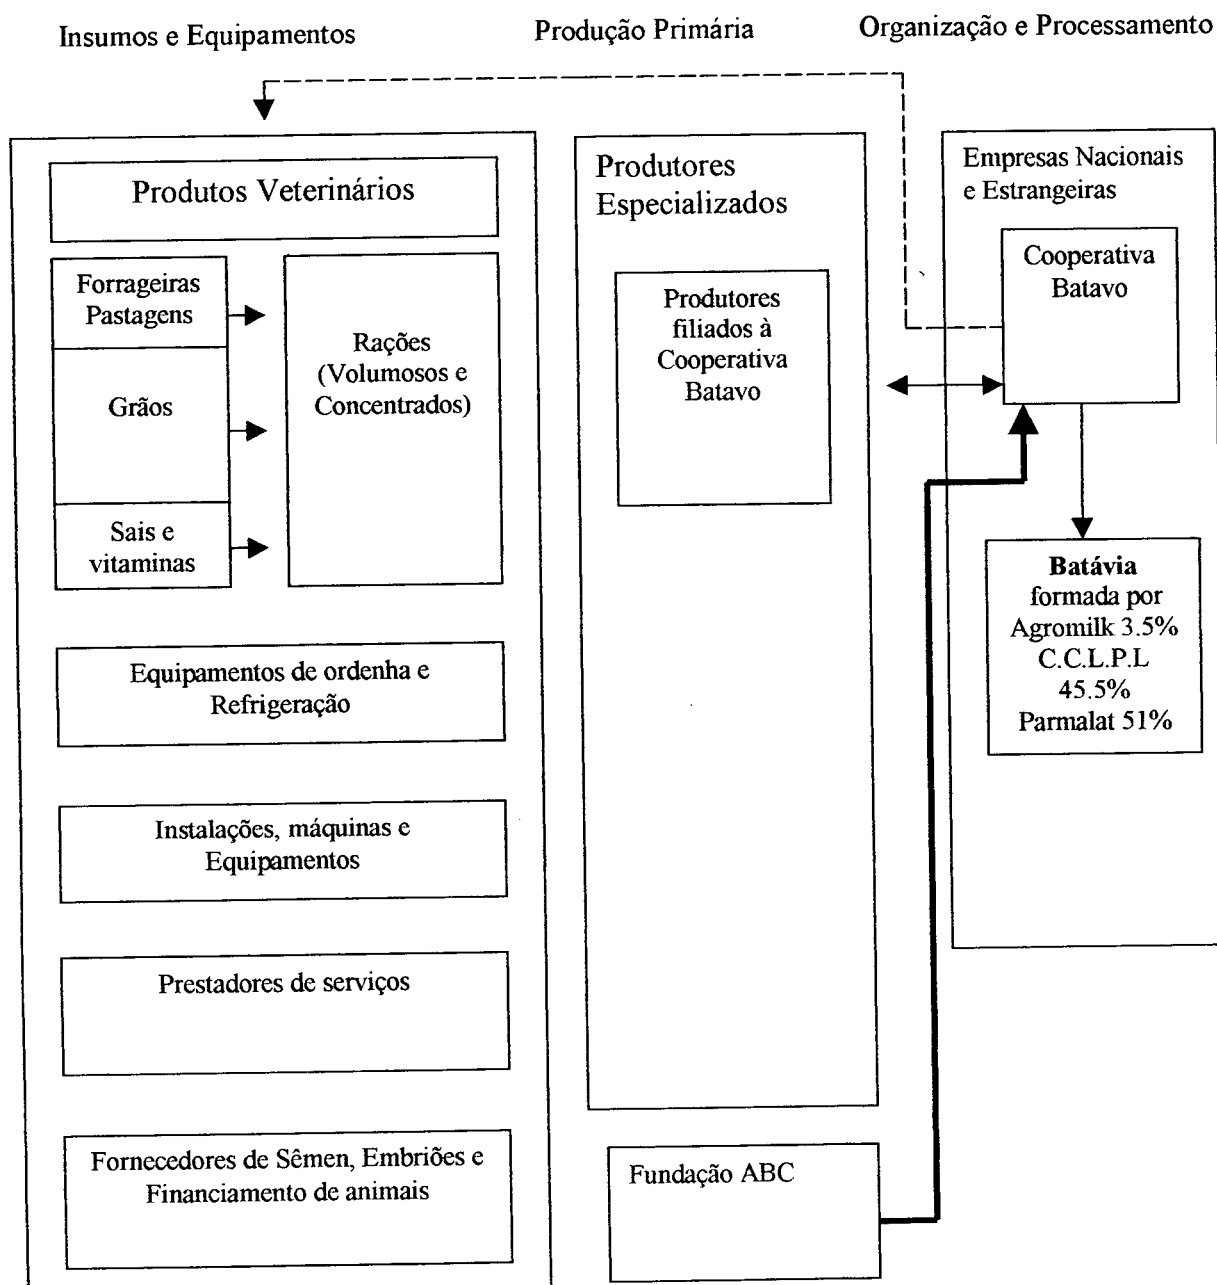 Insumos e Equipamentos
Produção Primária
Organização e Processamento
Produtos Veterinários
Forrageiras
Pastagens
Grãos
Sais e
vitaminas
Rações
(Volumosos e
Concentrados)
Equipamentos de ordenha e
Refrigeração
Instalações, máquinas e
Equipamentos
Prestadores de serviços
Fornecedores de Sêmen, Embriões e
Financiamento de animais
Produtores
Especializados
Produtores
filiados à
Cooperativa
Batavo
Fundação ABC
Empresas Nacionais
e Estrangeiras
Cooperativa
Batavo
Batávia
formada por
Agromilk 3.5%
C.C.L.P.L
45.5%
Parmalat 51%